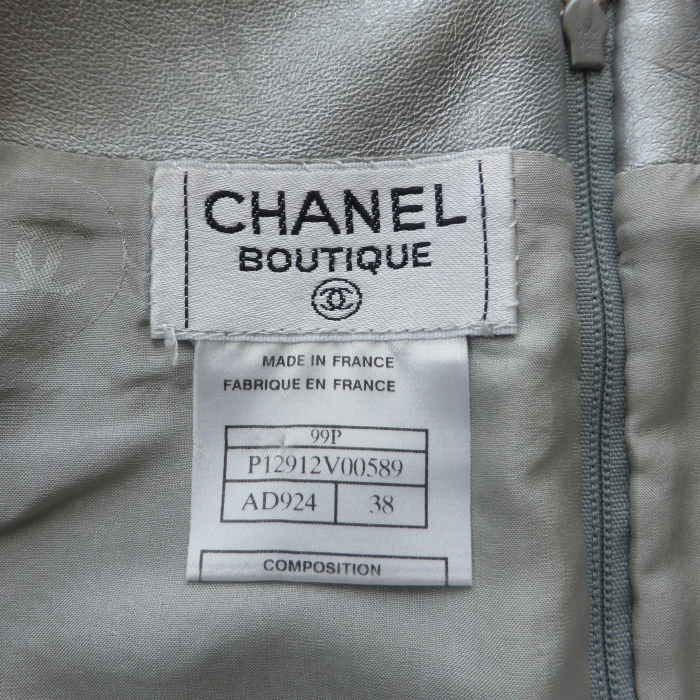 CHANEL
BOUTIQUE
MADE IN FRANCE
FABRIQUE EN FRANCE
99P
P12912V00589
AD924 38
COMPOSITION